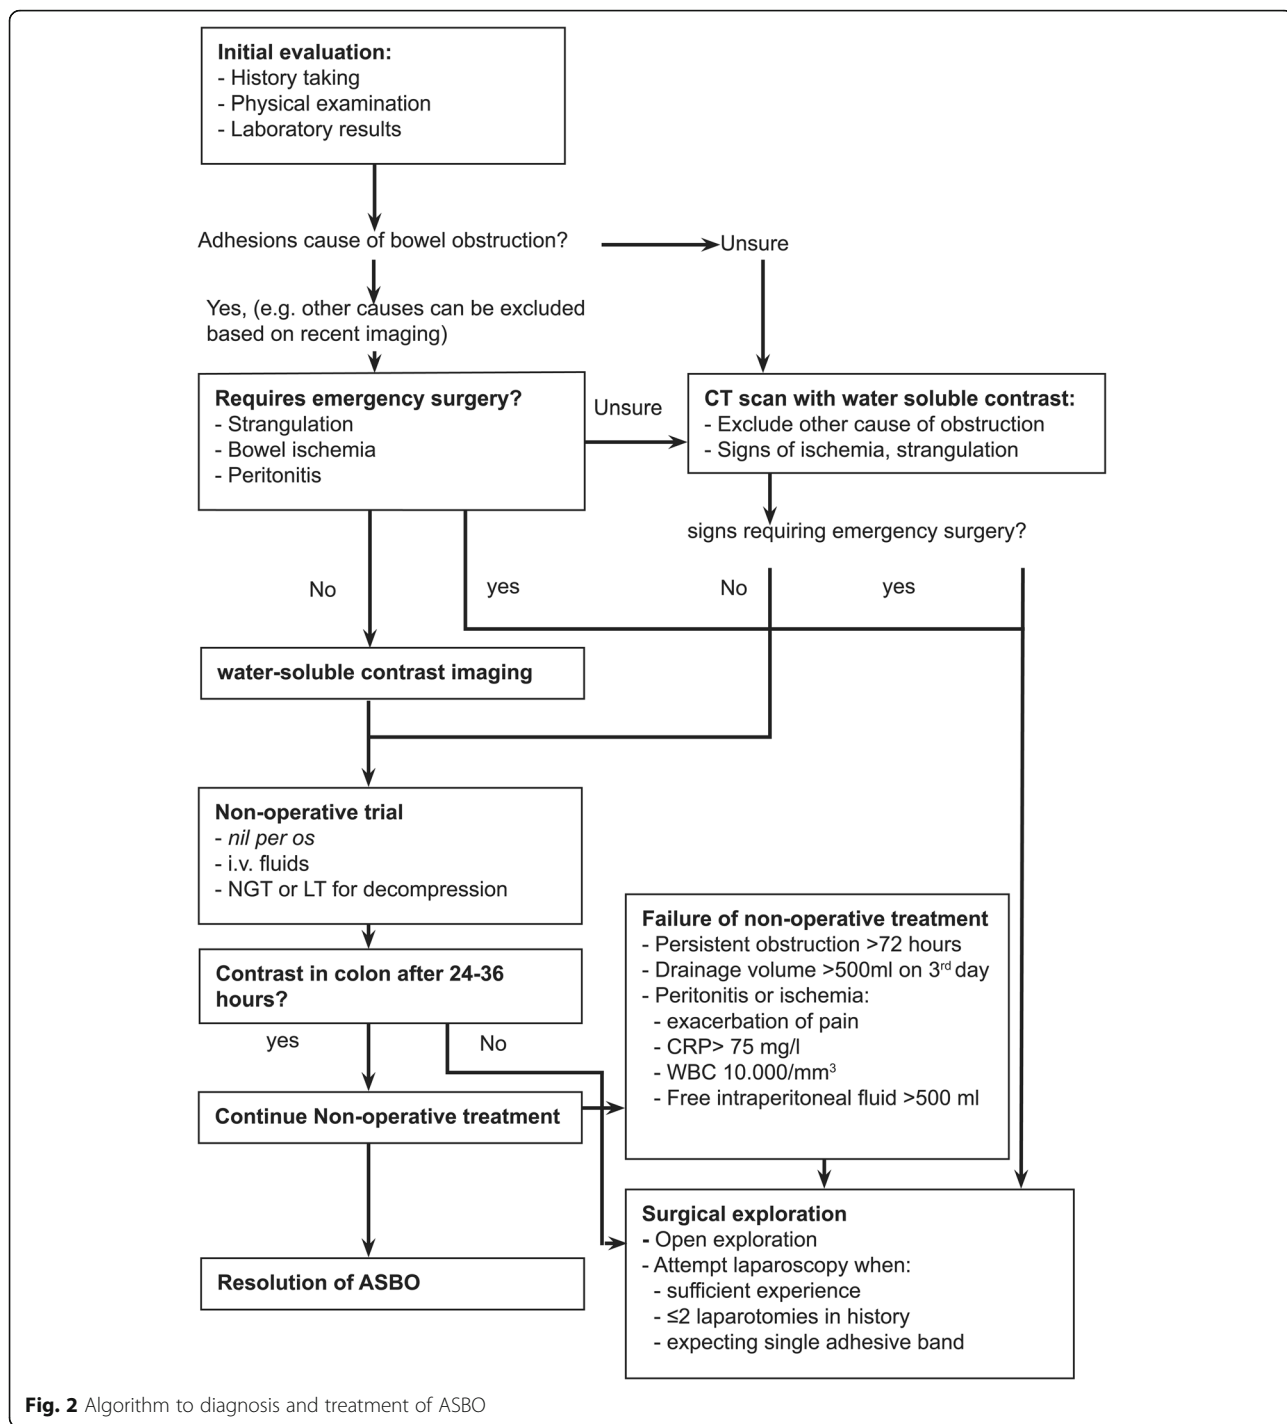 Initial evaluation:
- History taking
- Physical examination
- Laboratory results
Adhesions cause of bowel obstruction?
Unsure
Yes, (e.g. other causes can be excluded
based on recent imaging)
Requires emergency surgery?
- Strangulation
- Bowel ischemia
- Peritonitis
Unsure
CT scan with water soluble contrast:
- Exclude other cause of obstruction
- Signs of ischemia, strangulation
signs requiring emergency surgery?
No
yes
No
yes
water-soluble contrast imaging
Non-operative trial
- nil per os
- i.v. fluids
- NGT or LT for decompression
Contrast in colon after 24-36
hours?
yes
No
Continue Non-operative treatment
Failure of non-operative treatment
- Persistent obstruction >72 hours
- Drainage volume >500ml on 3rd day
- Peritonitis or ischemia:
- exacerbation of pain
- CRP> 75 mg/l
- WBC 10.000/mm³
- Free intraperitoneal fluid >500 ml
Resolution of ASBO
Surgical exploration
- Open exploration
- Attempt laparoscopy when:
- sufficient experience
- ≤2 laparotomies in history
- expecting single adhesive band
Fig. 2 Algorithm to diagnosis and treatment of ASBO